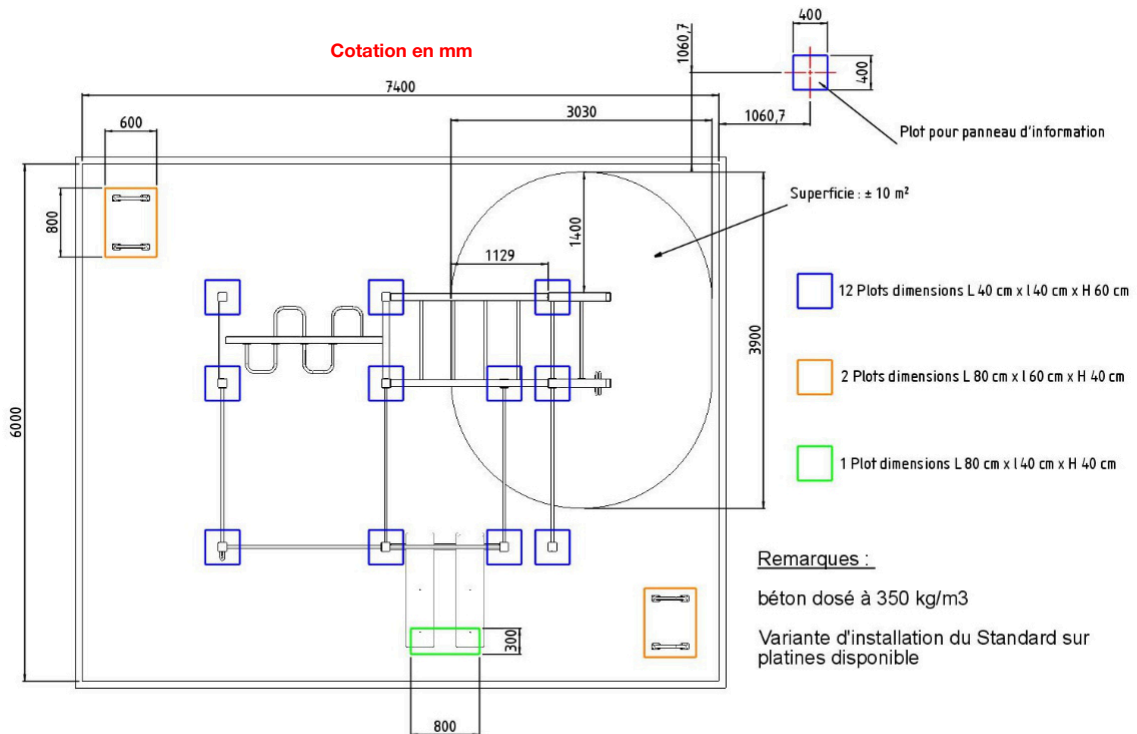 400
Cotation en mm
1060,7
400
7400
600
3030
1060,7
Plot pour panneau d'information
800
1400
Superficie : ± 10 m²
1129
12 Plots dimensions L 40 cm x l 40 cm x H 60 cm
3900
2 Plots dimensions L 80 cm x l 60 cm x H 40 cm
6000
1 Plot dimensions L 80 cm x l 40 cm x H 40 cm
Remarques :
béton dosé à 350 kg/m3
Variante d'installation du Standard sur
platines disponible
300
800